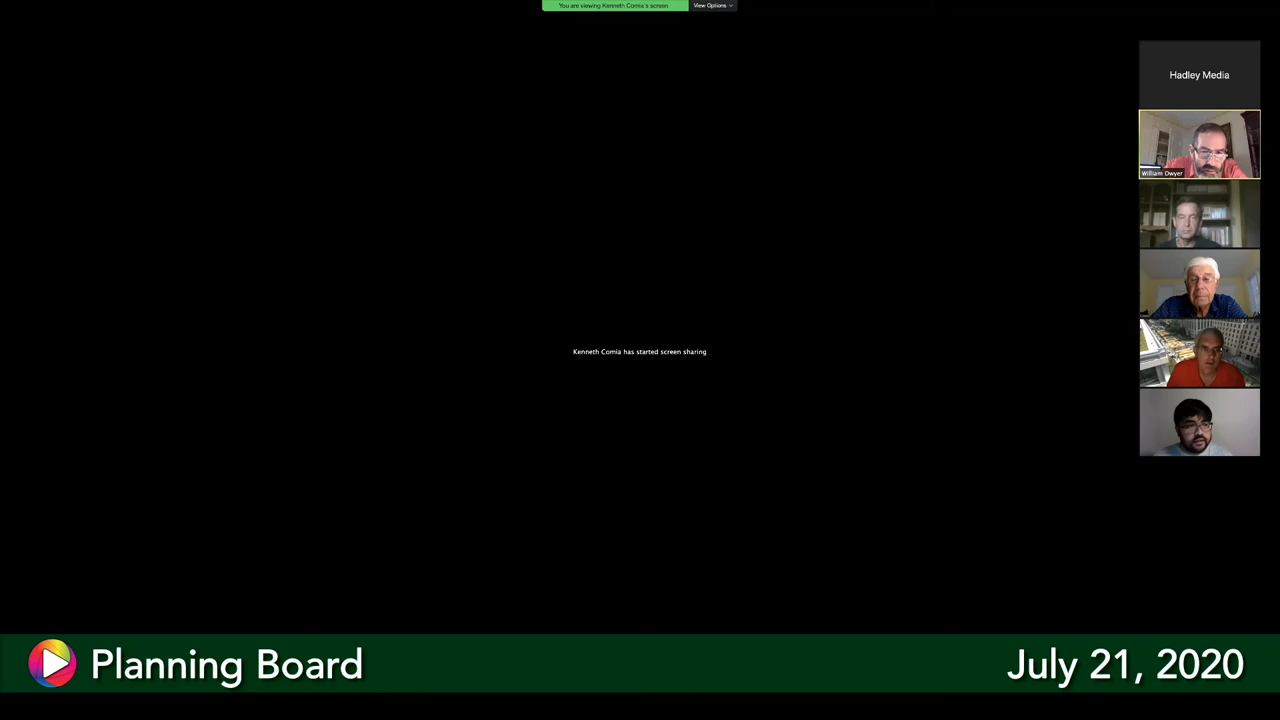 You are viewing Kenneth Comia's screen
View Options
Hadley Media
William Dwyer
Kenneth Comia has started screen sharing
Planning Board
July 21, 2020